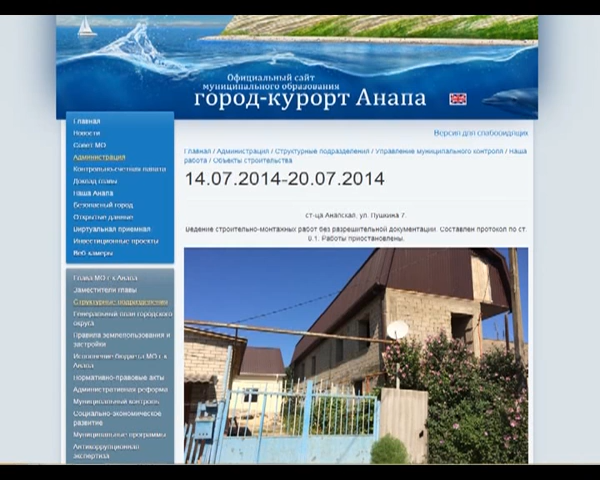 Официальный сайт
муниципального образования
город-курорт Анапа
Главная
Новости
Совет МО
Администрация
Контрольно-счетная палата
Доклад главы
Наша Анапа
Безопасный город
Открытые данные
Виртуальная приемная
Инвестиционные проекты
Веб камеры
Глава МО г-к Анапа
Заместители главы
Структурные подразделения
Генеральный план городского
округа
Правила землепользования и
застройки
Исполнение бюджета МО г-к
Анапа
Нормативно-правовые акты
Административная реформа
Муниципальный контроль
Социально-экономическое
развитие
Муниципальные программы
Антикоррупционная
экспертиза
Версия для слабовидящих
Главная / Администрация / Структурные подразделения / Управление муниципального контроля / Наша
работа / Объекты строительства
14.07.2014-20.07.2014
ст-ца Анапская, ул. Пушкина 7.
Ведение строительно-монтажных работ без разрешительной документации. Составлен протокол по ст.
8.1. Работы приостановлены.